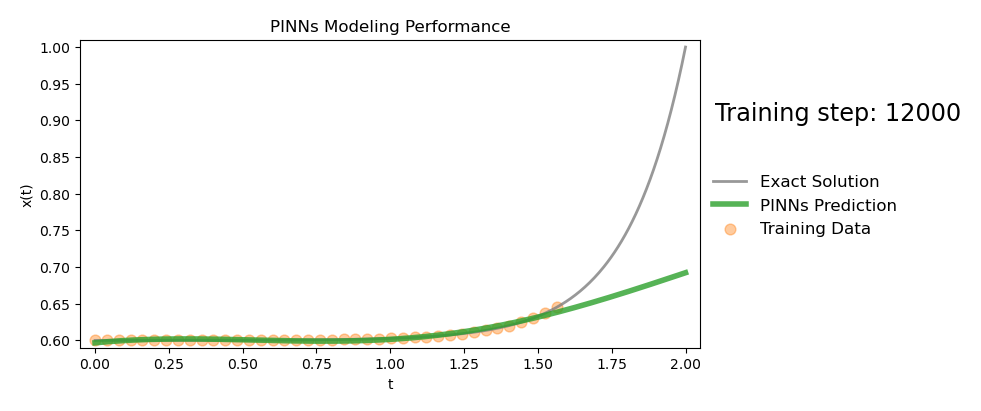 PINNs Modeling Performance
1.00
0.95
0.90
0.85
0.80
0.75
0.70
0.65
0.60
x(t)
0.00 0.25 0.50 0.75 1.00 1.25 1.50 1.75 2.00
t
Training step: 12000
Exact Solution
PINNs Prediction
Training Data